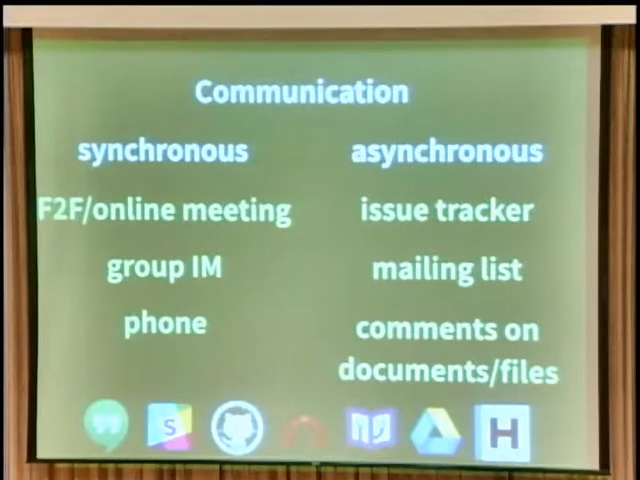 Communication
synchronous
asynchronous
F2F/online meeting
issue tracker
group IM
mailing list
phone
comments on
documents/files
S
H